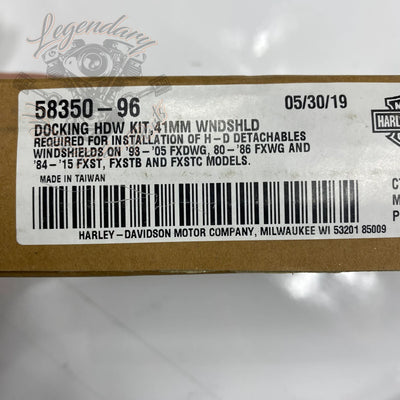 Legendary
58350-96 05/30/19
DOCKING HDW KIT,41MM WNDSHLD
REQUIRED FOR INSTALLATION OF H-D DETACHABLES
WINDSHIELDS ON '93-'05 FXDWG, 80-'86 FXWG AND
'84-'15 FXST, FXSTB AND FXSTC MODELS.
MADE IN TAIWAN
HARLEY-DAVIDSON MOTOR COMPANY, MILWAUKEE WI 53201 85009